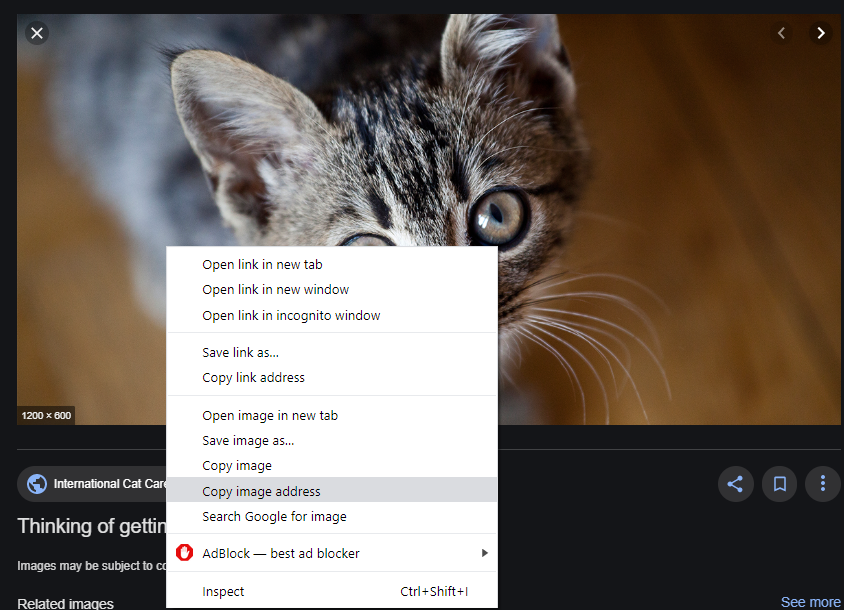 Open link in new tab
Open link in new window
Open link in incognito window
Save link as...
Copy link address
1200 × 600
Open image in new tab
Save image as...
Copy image
International Cat Care
Copy image address
Search Google for image
Thinking of
AdBlock — best ad blocker
Images may be subject to
Inspect Ctrl+Shift+I
Related images See more